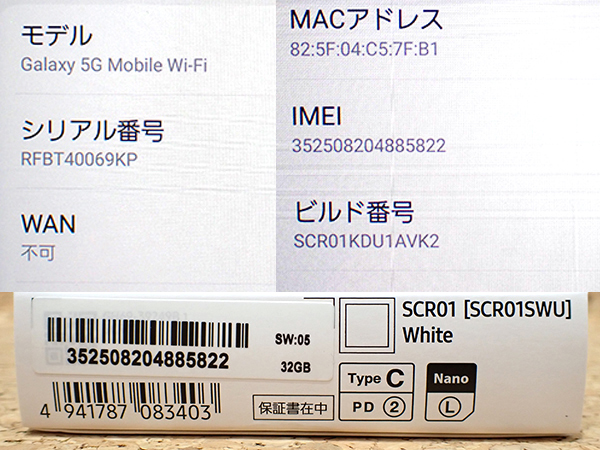 モデル
Galaxy 5G Mobile Wi-Fi
シリアル番号
RFBT40069KP
WAN
不可
MACアドレス
82:5F:04:C5:7F:B1
IMEI
352508204885822
ビルド番号
SCR01KDU1AVK2
352508204885822
SW:05
32GB
4 941787 083403
保証書在中
SCR01 [SCR01SWU]
White
Type C
PD 2
Nano
L